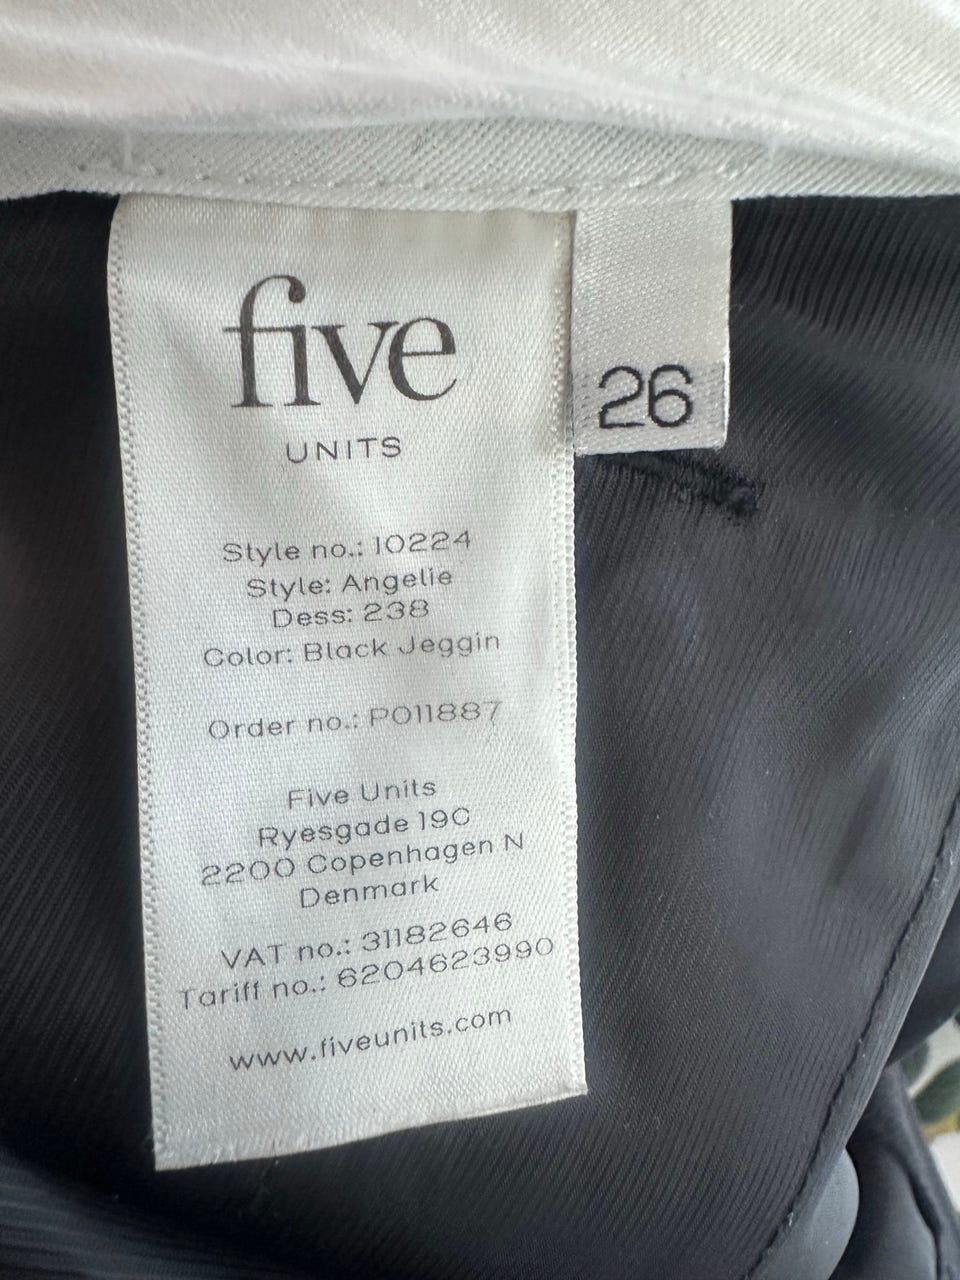 five
UNITS
26
Style no.: 10224
Style: Angelie
Dess: 238
Color: Black Jeggin
Order no.: PO11887
Five Units
Ryesgade 19C
2200 Copenhagen N
Denmark
VAT no.: 31182646
Tariff no.: 6204623990
www.fiveunits.com